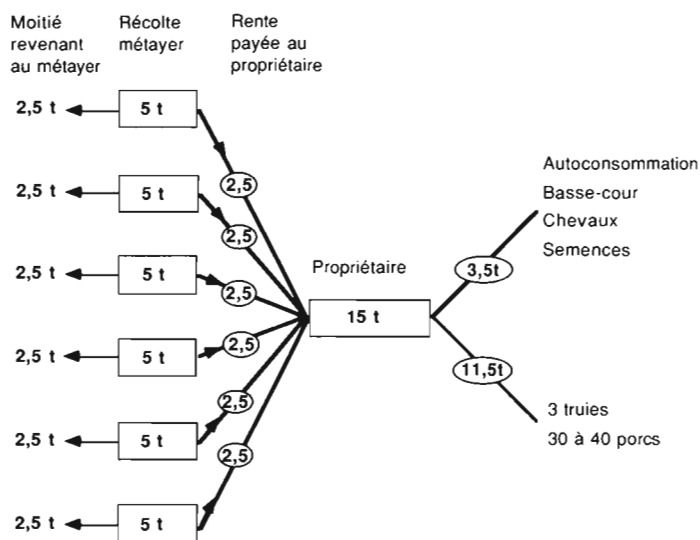 Moitié
revenant
au métayer
Récolte
métayer
Rente
payée au
propriétaire
2,5 t
5 t
2,5
2,5 t
5 t
2,5
2,5 t
5 t
2,5
2,5 t
5 t
2,5
2,5 t
5 t
2,5
2,5 t
5 t
2,5
Propriétaire
15 t
Autoconsommation
Basse-cour
Chevaux
Semences
3,5t
11,5t
3 truies
30 à 40 porcs